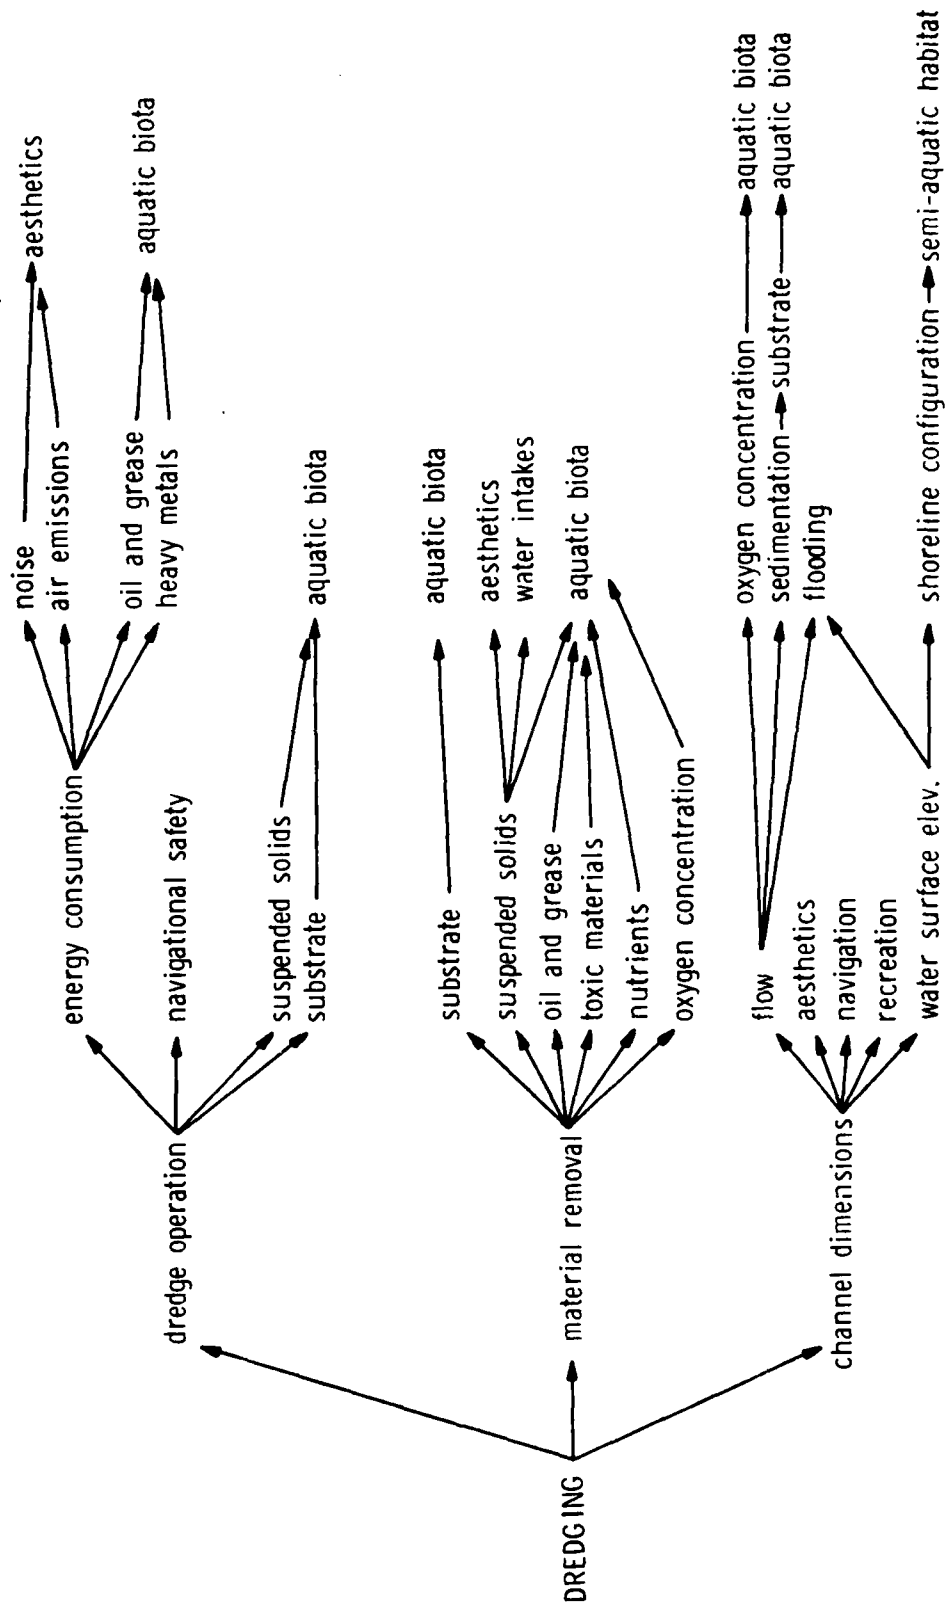 DREDGING
dredge operation
material removal
channel dimensions
energy consumption
navigational safety
suspended solids
substrate
substrate
suspended solids
oil and grease
toxic materials
nutrients
oxygen concentration
flow
aesthetics
navigation
recreation
water surface elev.
noise
air emissions
oil and grease
heavy metals
aquatic biota
aquatic biota
aesthetics
water intakes
aquatic biota
oxygen concentration
sedimentation
substrate
flooding
shoreline configuration
semi-aquatic habitat
aesthetics
aquatic biota
aquatic biota
aquatic biota